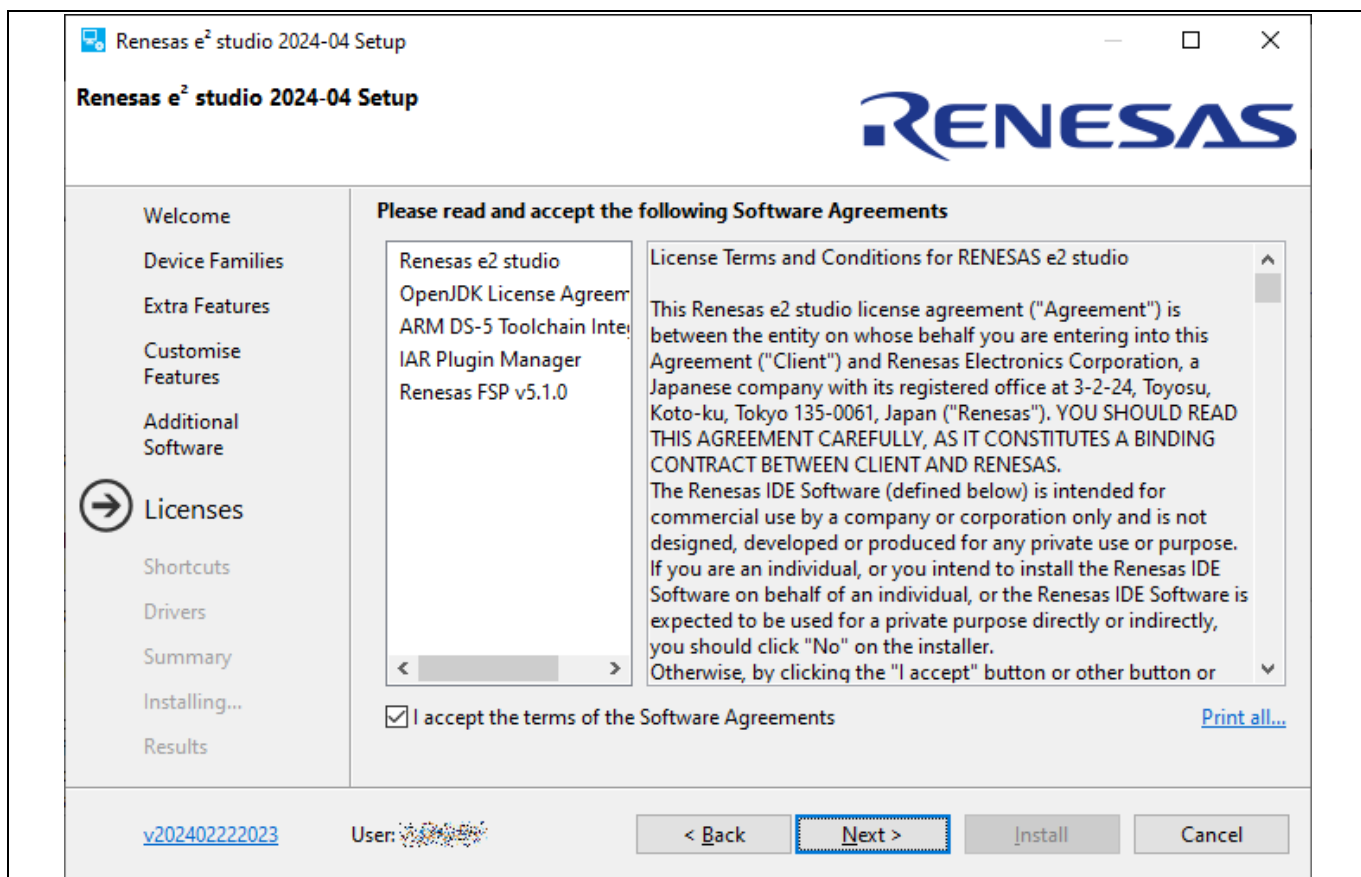 Renesas e² studio 2024-04 Setup
Renesas e² studio 2024-04 Setup
RENESAS
Welcome
Device Families
Extra Features
Customise
Features
Additional
Software
Licenses
Shortcuts
Drivers
Summary
Installing...
Results
Please read and accept the following Software Agreements
Renesas e2 studio
OpenJDK License Agreem
ARM DS-5 Toolchain Inte
IAR Plugin Manager
Renesas FSP v5.1.0
License Terms and Conditions for RENESAS e2 studio
This Renesas e2 studio license agreement ("Agreement") is
between the entity on whose behalf you are entering into this
Agreement ("Client") and Renesas Electronics Corporation, a
Japanese company with its registered office at 3-2-24, Toyosu,
Koto-ku, Tokyo 135-0061, Japan ("Renesas"). YOU SHOULD READ
THIS AGREEMENT CAREFULLY, AS IT CONSTITUTES A BINDING
CONTRACT BETWEEN CLIENT AND RENESAS.
The Renesas IDE Software (defined below) is intended for
commercial use by a company or corporation only and is not
designed, developed or produced for any private use or purpose.
If you are an individual, or you intend to install the Renesas IDE
Software on behalf of an individual, or the Renesas IDE Software is
expected to be used for a private purpose directly or indirectly,
you should click "No" on the installer.
Otherwise, by clicking the "I accept" button or other button or
I accept the terms of the Software Agreements
Print all...
v202402222023
User:
< Back
Next >
Install
Cancel